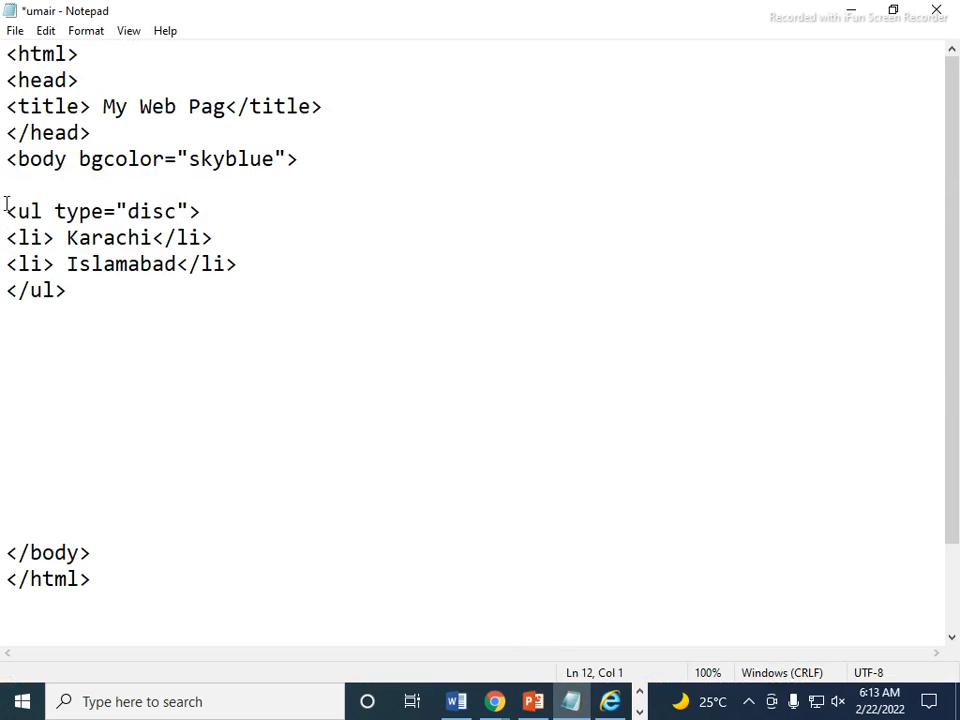 *umair - Notepad
Recorded with iFun Screen Recorder
File Edit Format View Help
<html>
<head>
<title> My Web Pag</title>
</head>
<body bgcolor="skyblue">
<ul type="disc">
<li> Karachi</li>
<li> Islamabad</li>
</ul>
</body>
</html>
Ln 12, Col 1 100% Windows (CRLF) UTF-8
Type here to search 25°C 6:13 AM
2/22/2022